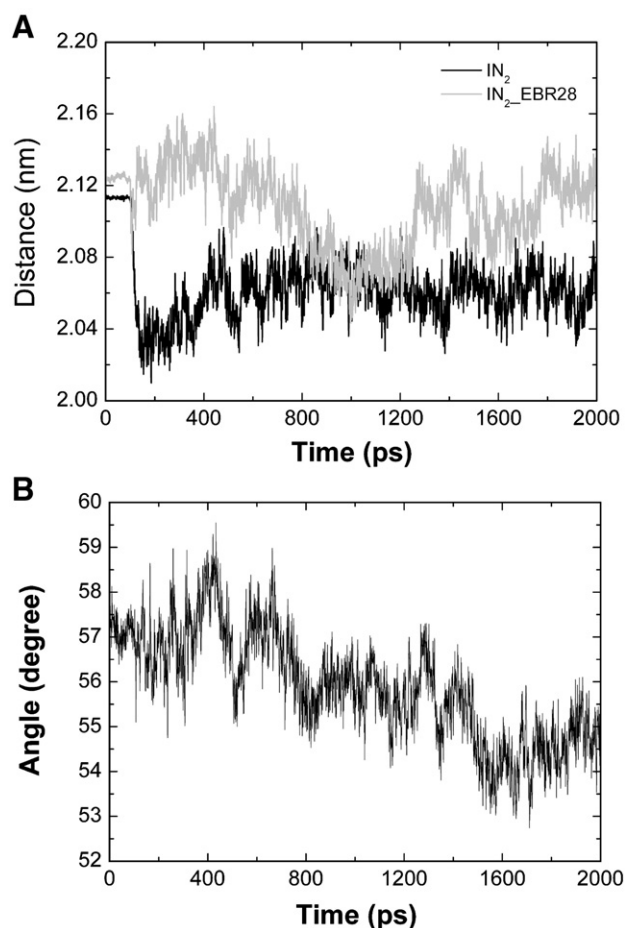 A
2.20
2.16
2.12
2.08
2.04
2.00
Distance (nm)
IN2
IN2_EBR28
0 400 800 1200 1600 2000
Time (ps)
B
60
59
58
57
56
55
54
53
52
Angle (degree)
0 400 800 1200 1600 2000
Time (ps)